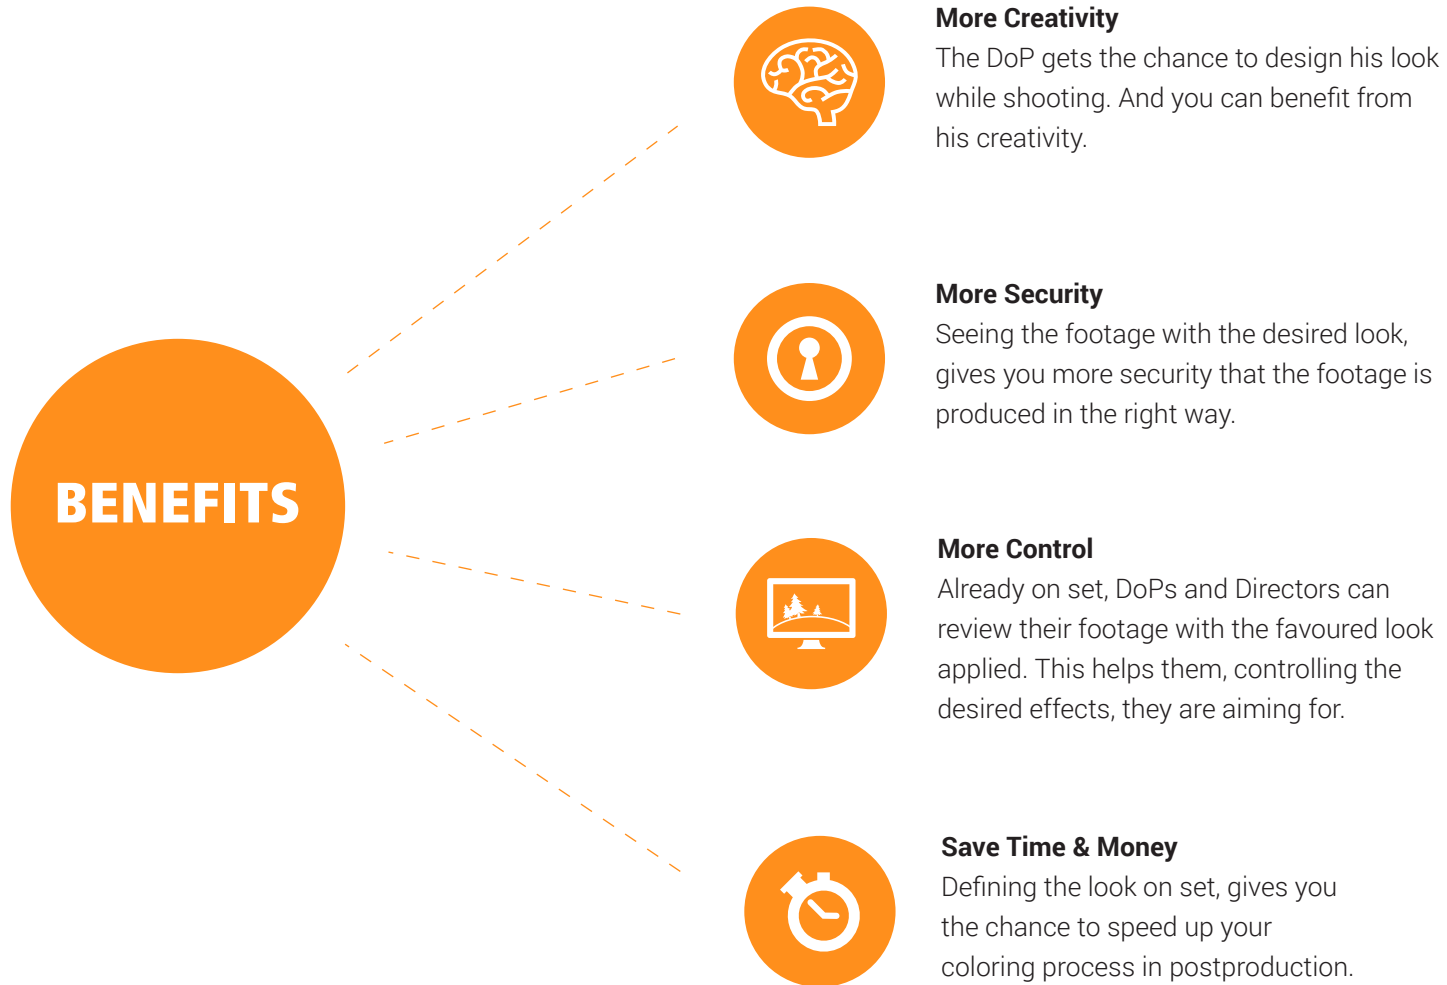 BENEFITS
More Creativity
The DoP gets the chance to design his look
while shooting. And you can benefit from
his creativity.
More Security
Seeing the footage with the desired look,
gives you more security that the footage is
produced in the right way.
More Control
Already on set, DoPs and Directors can
review their footage with the favoured look
applied. This helps them, controlling the
desired effects, they are aiming for.
Save Time & Money
Defining the look on set, gives you
the chance to speed up your
coloring process in postproduction.